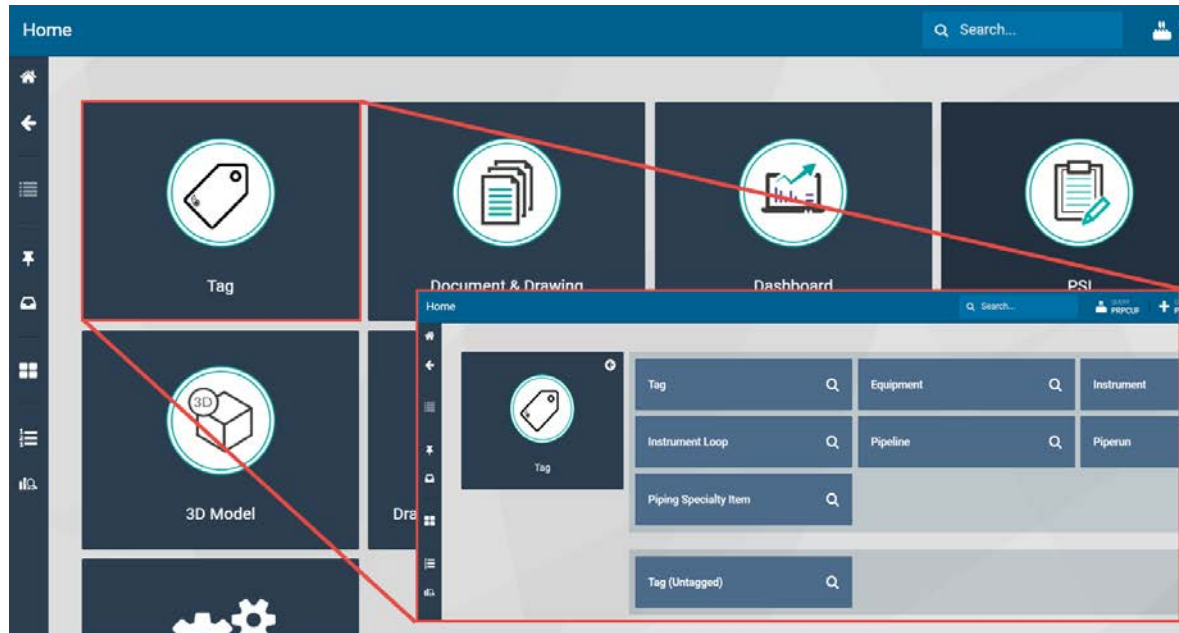 Home
Search...
Tag
Document & Drawing
Dashboard
PSI
3D
3D Model
Dra
Home
Search...
PRPCUF
Tag
Tag
Equipment
Instrument
Instrument Loop
Pipeline
Piperun
Piping Specialty Item
Tag (Untagged)